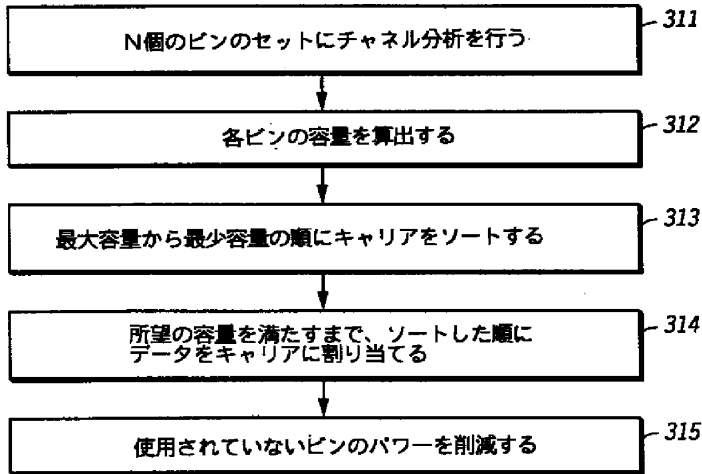 N個のビンのセットにチャネル分析を行う
311
各ビンの容量を算出する
312
最大容量から最少容量の順にキャリアをソートする
313
所望の容量を満たすまで、ソートした順に
データをキャリアに割り当てる
314
使用されていないビンのパワーを削減する
315